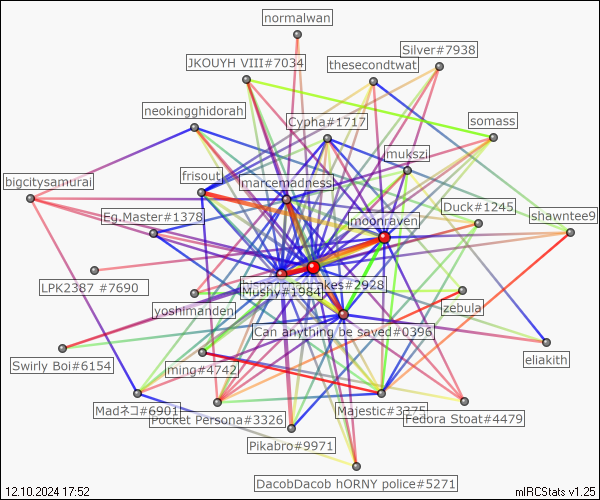 normalwan
Silver#7938
JKOUYH VIII#7034
thesecondtwat
neokingghidorah
Cypha#1717
somass
mukszi
bigcitysamurai
frisout
marcemadness
Eg.Master#1378
moonraven
Duck#1245
shawntee9
LPK2387 #7690
Mushy#1984
kes#2928
yoshimanden
zebula
Can anything be saved#0396
Swirly Boi#6154
ming#4742
eliakith
Madネコ#6901
Pocket Persona#3326
Majestic#3275
Fedora Stoat#4479
Pikabro#9971
DacobDacob hORNY police#5271
12.10.2024 17:52
mIRCStats v1.25